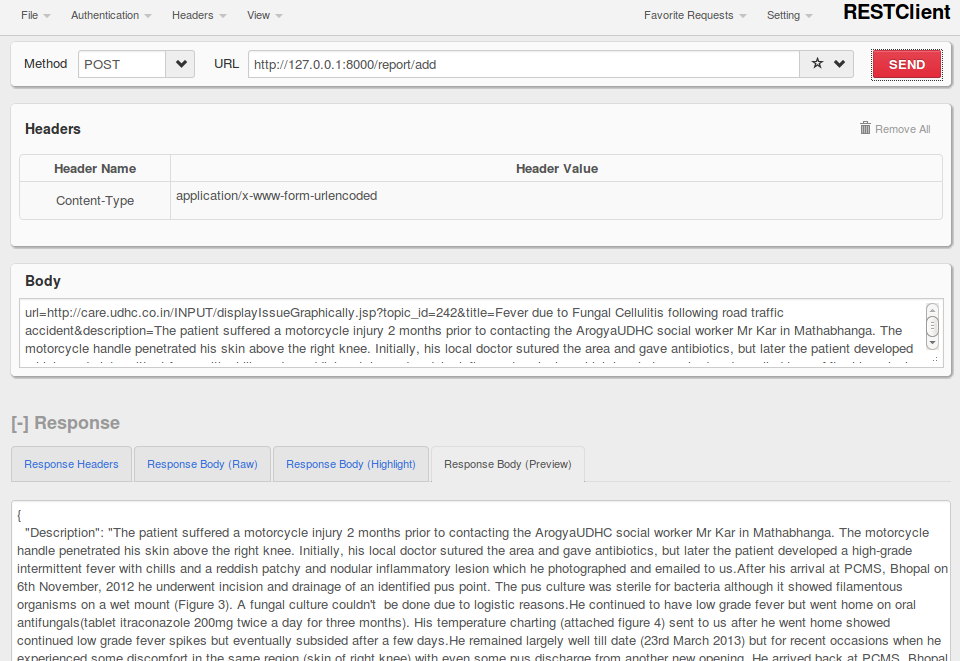 File Authentication Headers View Favorite Requests Setting RESTClient
Method POST URL http://127.0.0.1:8000/report/add SEND
Headers Remove All
Header Name Header Value
Content-Type application/x-www-form-urlencoded
Body
url=http://care.udhc.co.in/INPUT/displayIssueGraphically.jsp?topic_id=242&title=Fever due to Fungal Cellulitis following road traffic
accident&description=The patient suffered a motorcycle injury 2 months prior to contacting the ArogyaUDHC social worker Mr Kar in Mathabhanga. The
motorcycle handle penetrated his skin above the right knee. Initially, his local doctor sutured the area and gave antibiotics, but later the patient developed
[-] Response
Response Headers Response Body (Raw) Response Body (Highlight) Response Body (Preview)
{
"Description": "The patient suffered a motorcycle injury 2 months prior to contacting the ArogyaUDHC social worker Mr Kar in Mathabhanga. The motorcycle
handle penetrated his skin above the right knee. Initially, his local doctor sutured the area and gave antibiotics, but later the patient developed a high-grade
intermittent fever with chills and a reddish patchy and nodular inflammatory lesion which he photographed and emailed to us.After his arrival at PCMS, Bhopal on
6th November, 2012 he underwent incision and drainage of an identified pus point. The pus culture was sterile for bacteria although it showed filamentous
organisms on a wet mount (Figure 3). A fungal culture couldn't  be done due to logistic reasons.He continued to have low grade fever but went home on oral
antifungals(tablet itraconazole 200mg twice a day for three months). His temperature charting (attached figure 4) sent to us after he went home showed
continued low grade fever spikes but eventually subsided after a few days.He remained largely well till date (23rd March 2013) but for recent occasions when he
experienced some discomfort in the same region (skin of right knee) with even some pus discharge from another new opening. He arrived back at PCMS, Bhopal